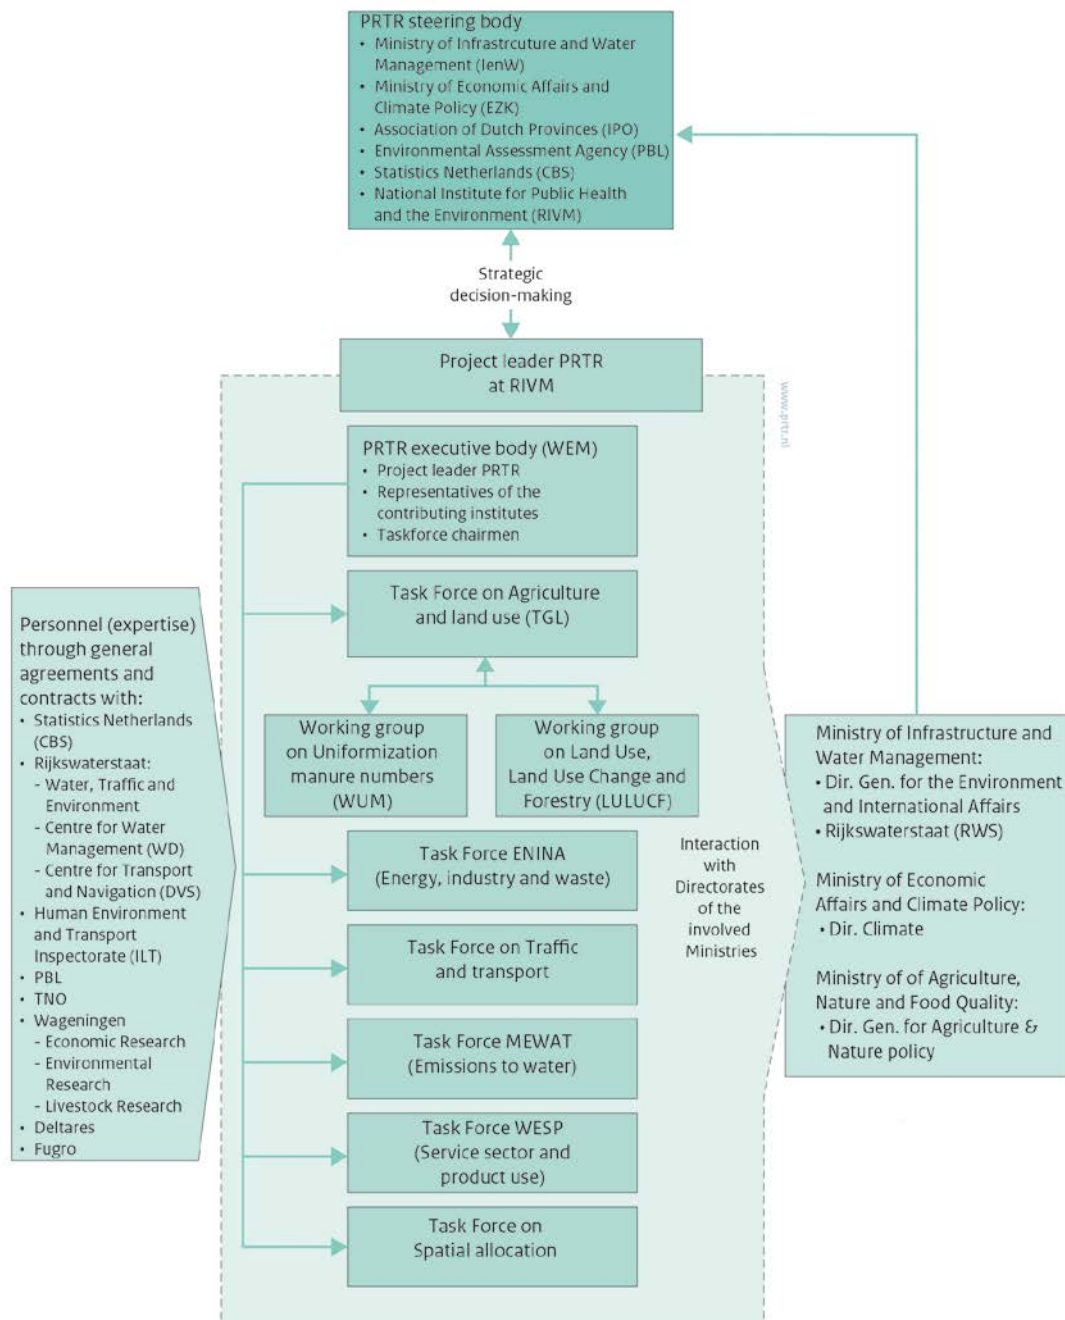 PRTR steering body
• Ministry of Infrastrcuture and Water
Management (IenW)
• Ministry of Economic Affairs and
Climate Policy (EZK)
• Association of Dutch Provinces (IPO)
• Environmental Assessment Agency (PBL)
• Statistics Netherlands (CBS)
• National Institute for Public Health
and the Environment (RIVM)
Strategic
decision-making
Project leader PRTR
at RIVM
www.prtr.nl
PRTR executive body (WEM)
• Project leader PRTR
• Representatives of the
contributing institutes
• Taskforce chairmen
Task Force on Agriculture
and land use (TGL)
Working group
on Uniformization
manure numbers
(WUM)
Working group
on Land Use,
Land Use Change and
Forestry (LULUCF)
Task Force ENINA
(Energy, industry and waste)
Task Force on Traffic
and transport
Task Force MEWAT
(Emissions to water)
Task Force WESP
(Service sector and
product use)
Task Force on
Spatial allocation
Personnel (expertise)
through general
agreements and
contracts with:
• Statistics Netherlands
(CBS)
• Rijkswaterstaat:
- Water, Traffic and
Environment
- Centre for Water
Management (WD)
- Centre for Transport
and Navigation (DVS)
• Human Environment
and Transport
Inspectorate (ILT)
• PBL
• TNO
• Wageningen
- Economic Research
- Environmental
Research
- Livestock Research
• Deltares
• Fugro
Interaction
with
Directorates
of the
involved
Ministries
Ministry of Infrastructure and
Water Management:
• Dir. Gen. for the Environment
and International Affairs
• Rijkswaterstaat (RWS)
Ministry of Economic
Affairs and Climate Policy:
• Dir. Climate
Ministry of of Agriculture,
Nature and Food Quality:
• Dir. Gen. for Agriculture &
Nature policy